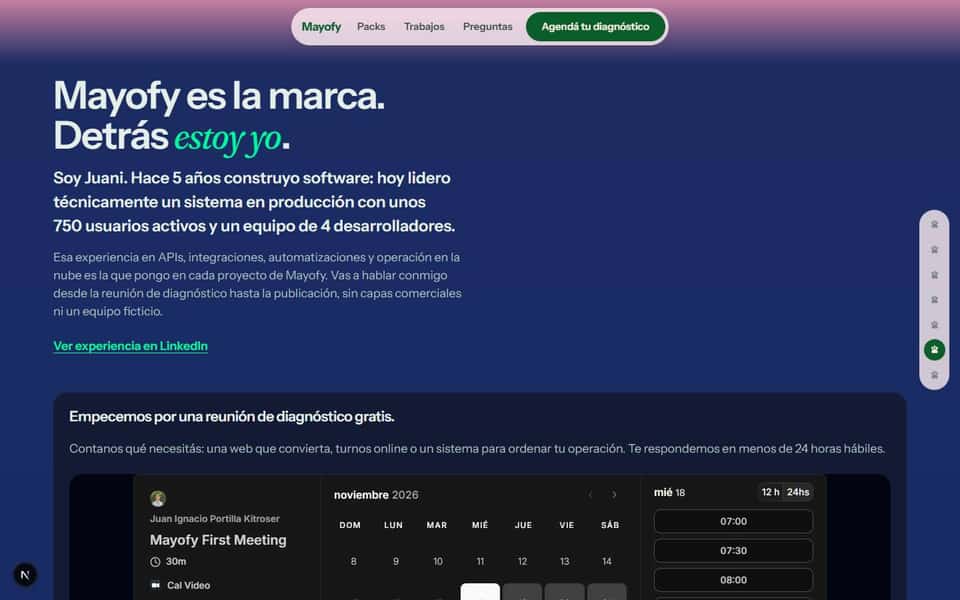 Mayofy
Packs
Trabajos
Preguntas
Agendá tu diagnóstico
Mayofy es la marca.
Detrás estoy yo.
Soy Juani. Hace 5 años construyo software: hoy lidero
técnicamente un sistema en producción con unos
750 usuarios activos y un equipo de 4 desarrolladores.
Esa experiencia en APIs, integraciones, automatizaciones y operación en la
nube es la que pongo en cada proyecto de Mayofy. Vas a hablar conmigo
desde la reunión de diagnóstico hasta la publicación, sin capas comerciales
ni un equipo ficticio.
Ver experiencia en LinkedIn
Empecemos por una reunión de diagnóstico gratis.
Contanos qué necesitás: una web que convierta, turnos online o un sistema para ordenar tu operación. Te respondemos en menos de 24 horas hábiles.
Juan Ignacio Portilla Kitroser
Mayofy First Meeting
30m
Cal Video
noviembre 2026
DOM LUN MAR MIÉ JUE VIE SÁB
8 9 10 11 12 13 14
mié 18
12 h 24hs
07:00
07:30
08:00
N